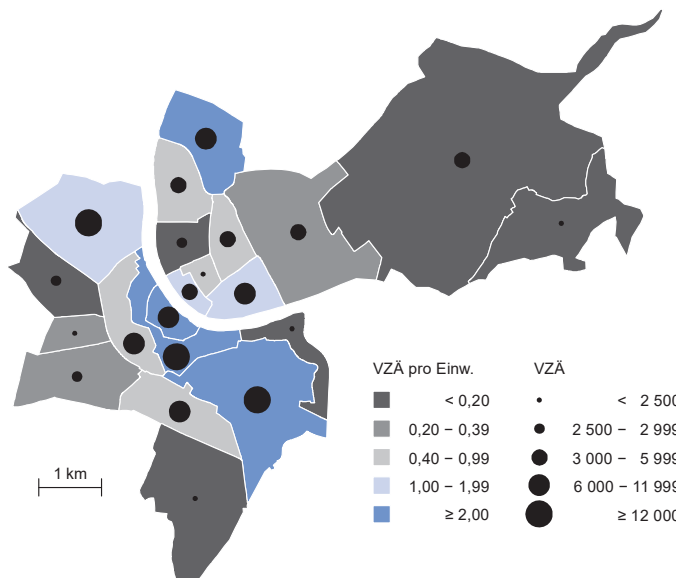 VZÄ pro Einw.
< 0,20
0,20 – 0,39
0,40 – 0,99
1,00 – 1,99
≥ 2,00
VZÄ
< 2 500
2 500 – 2 999
3 000 – 5 999
6 000 – 11 999
≥ 12 000
1 km